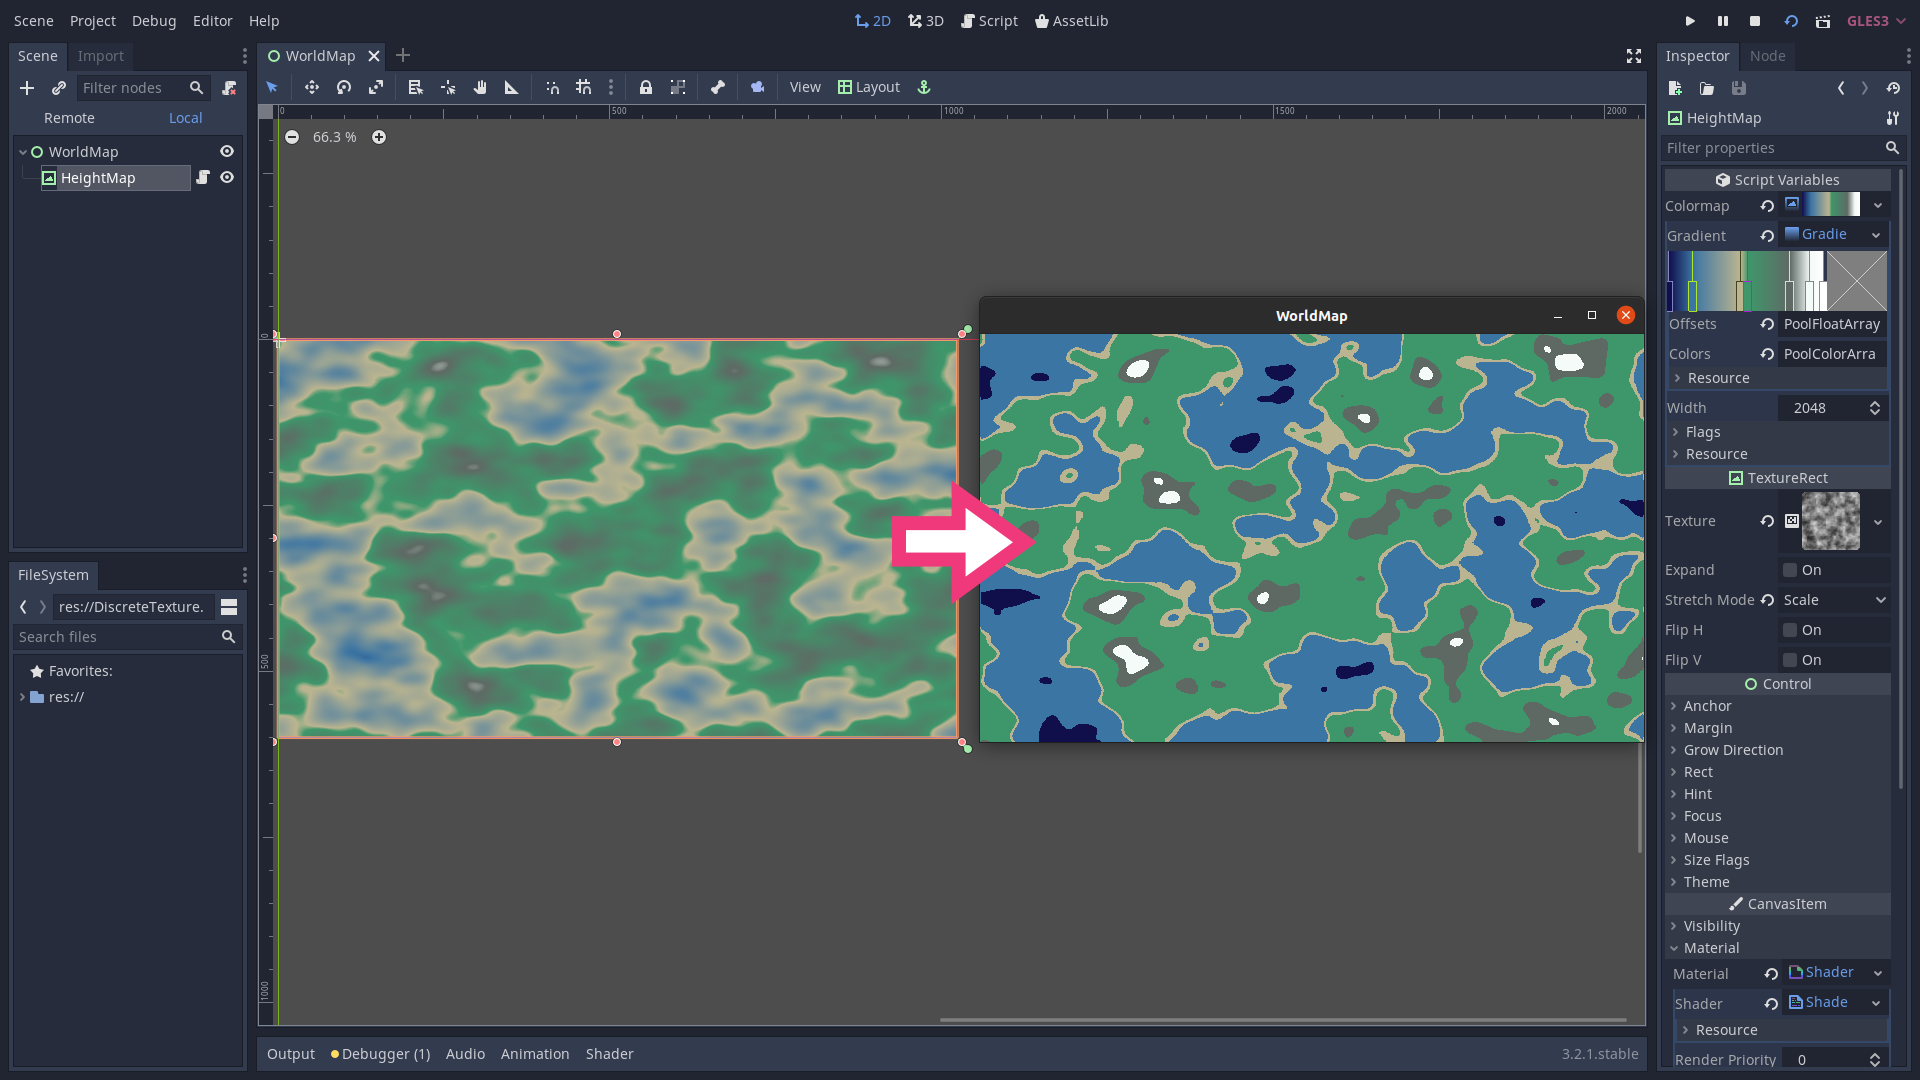 Scene Project Debug Editor Help
2D 3D Script AssetLib
GLES3
Scene Import
Filter nodes
Remote Local
WorldMap
HeightMap
FileSystem
res://DiscreteTexture.
Search files
Favorites:
res://
WorldMap
View Layout
0 500 1000 1500 2000
66.3 %
0
500
1000
WorldMap
Output Debugger (1) Audio Animation Shader
3.2.1.stable
Inspector Node
HeightMap
Filter properties
Script Variables
Colormap
Gradient Gradie
Offsets PoolFloatArray
Colors PoolColorArra
Resource
Width 2048
Flags
Resource
TextureRect
Texture
Expand On
Stretch Mode Scale
Flip H On
Flip V On
Control
Anchor
Margin
Grow Direction
Rect
Hint
Focus
Mouse
Size Flags
Theme
CanvasItem
Visibility
Material
Material Shader
Shader Shade
Resource
Render Priority 0